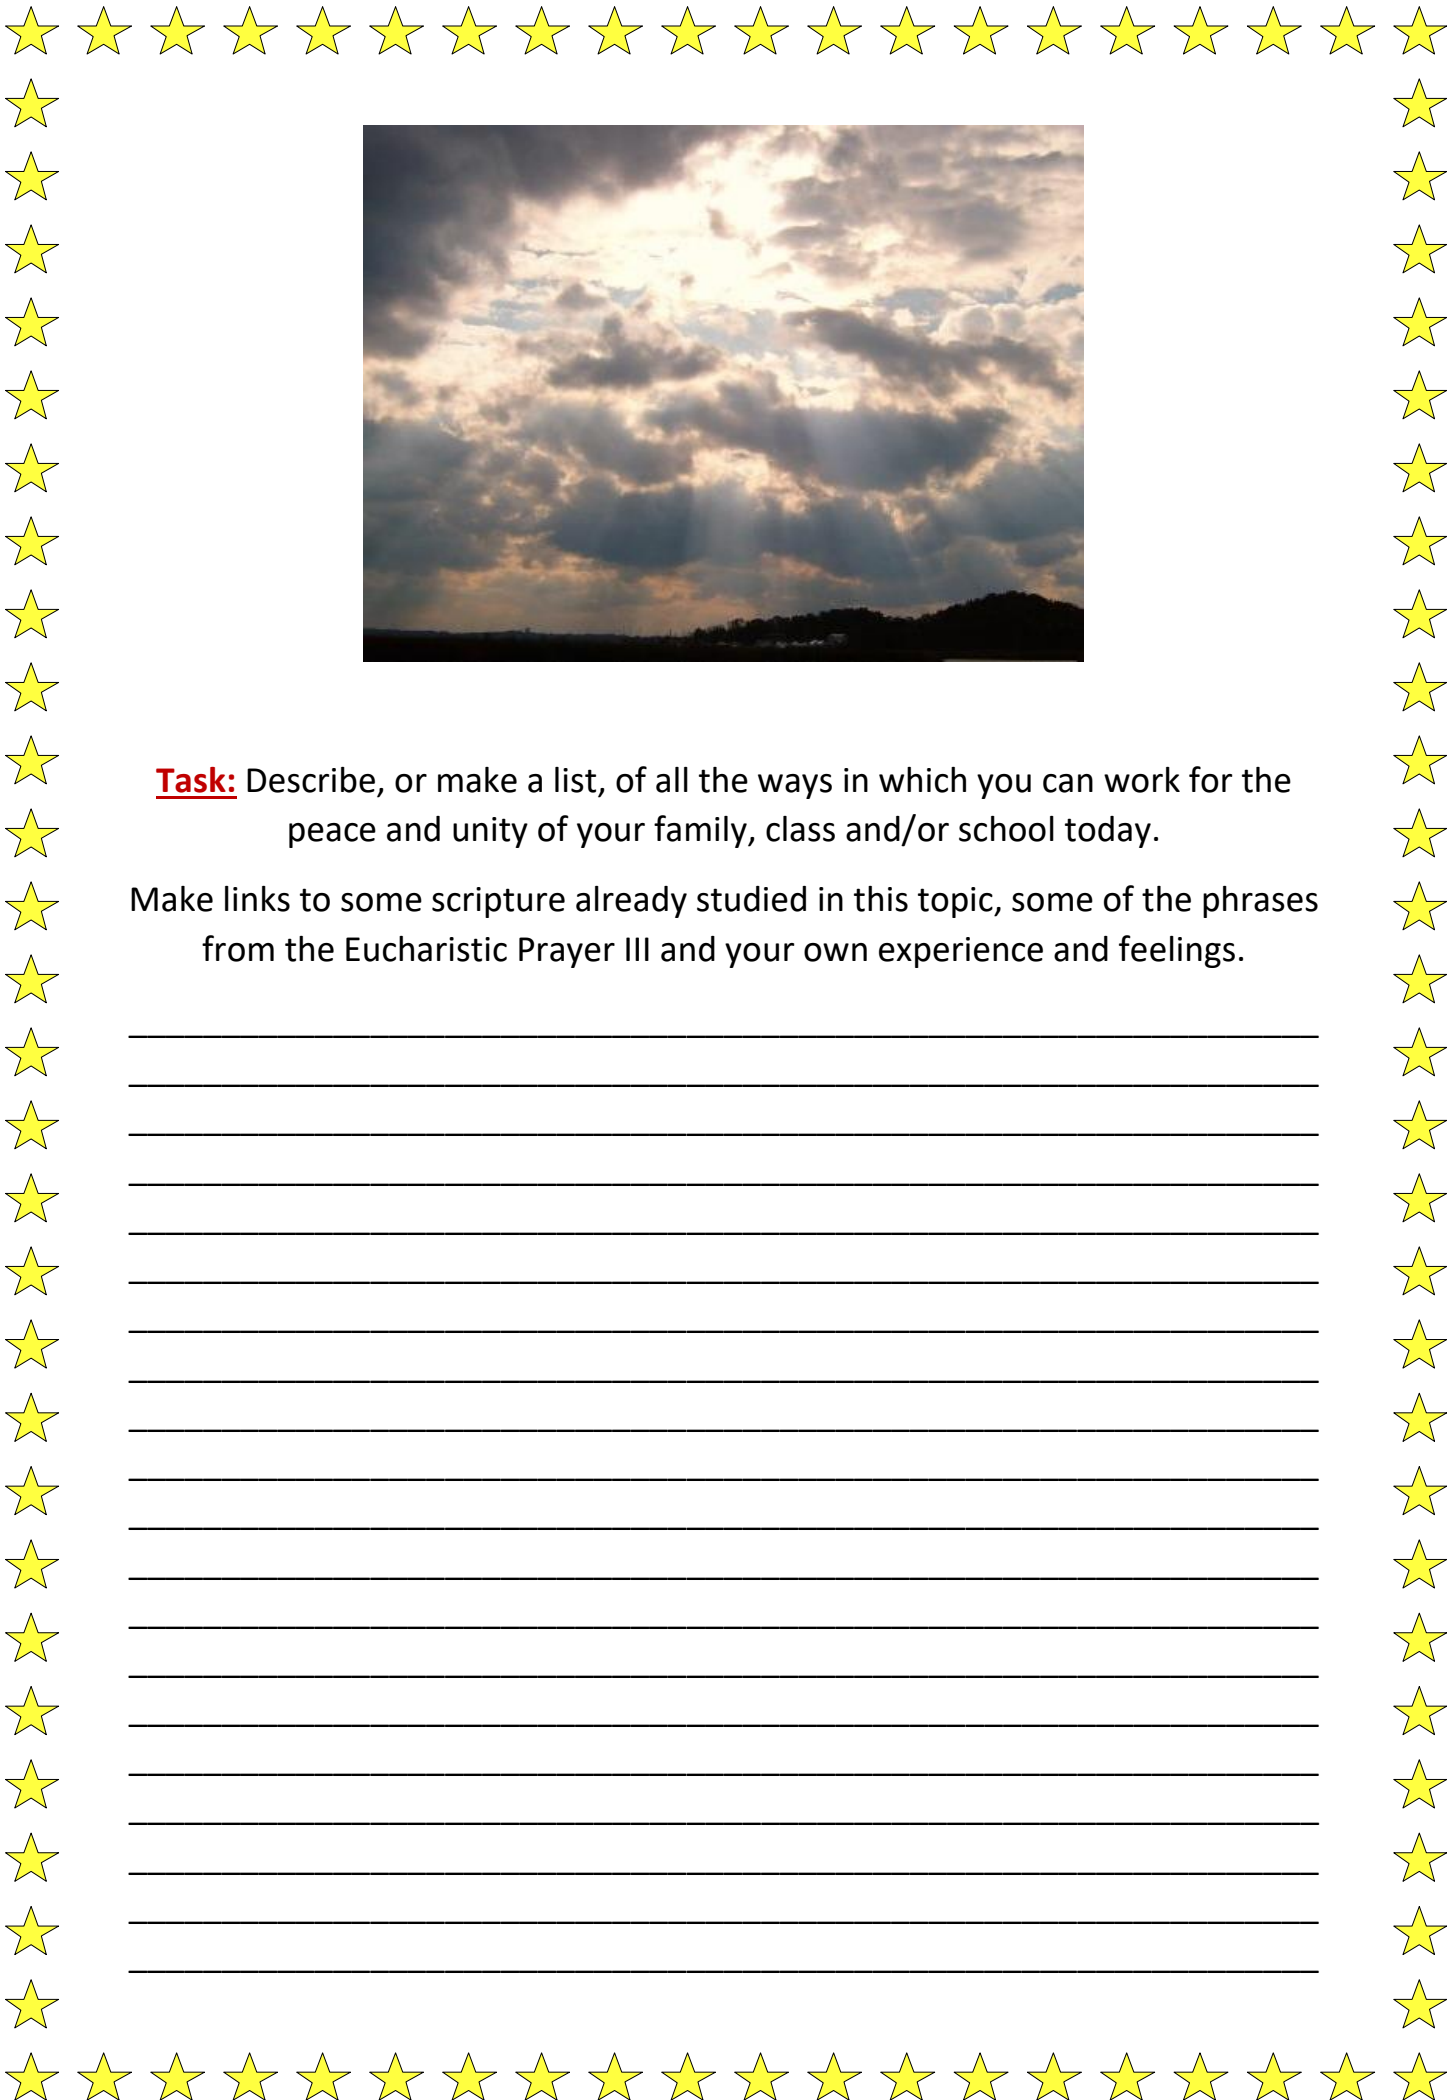 Task: Describe, or make a list, of all the ways in which you can work for the
peace and unity of your family, class and/or school today.
Make links to some scripture already studied in this topic, some of the phrases
from the Eucharistic Prayer III and your own experience and feelings.